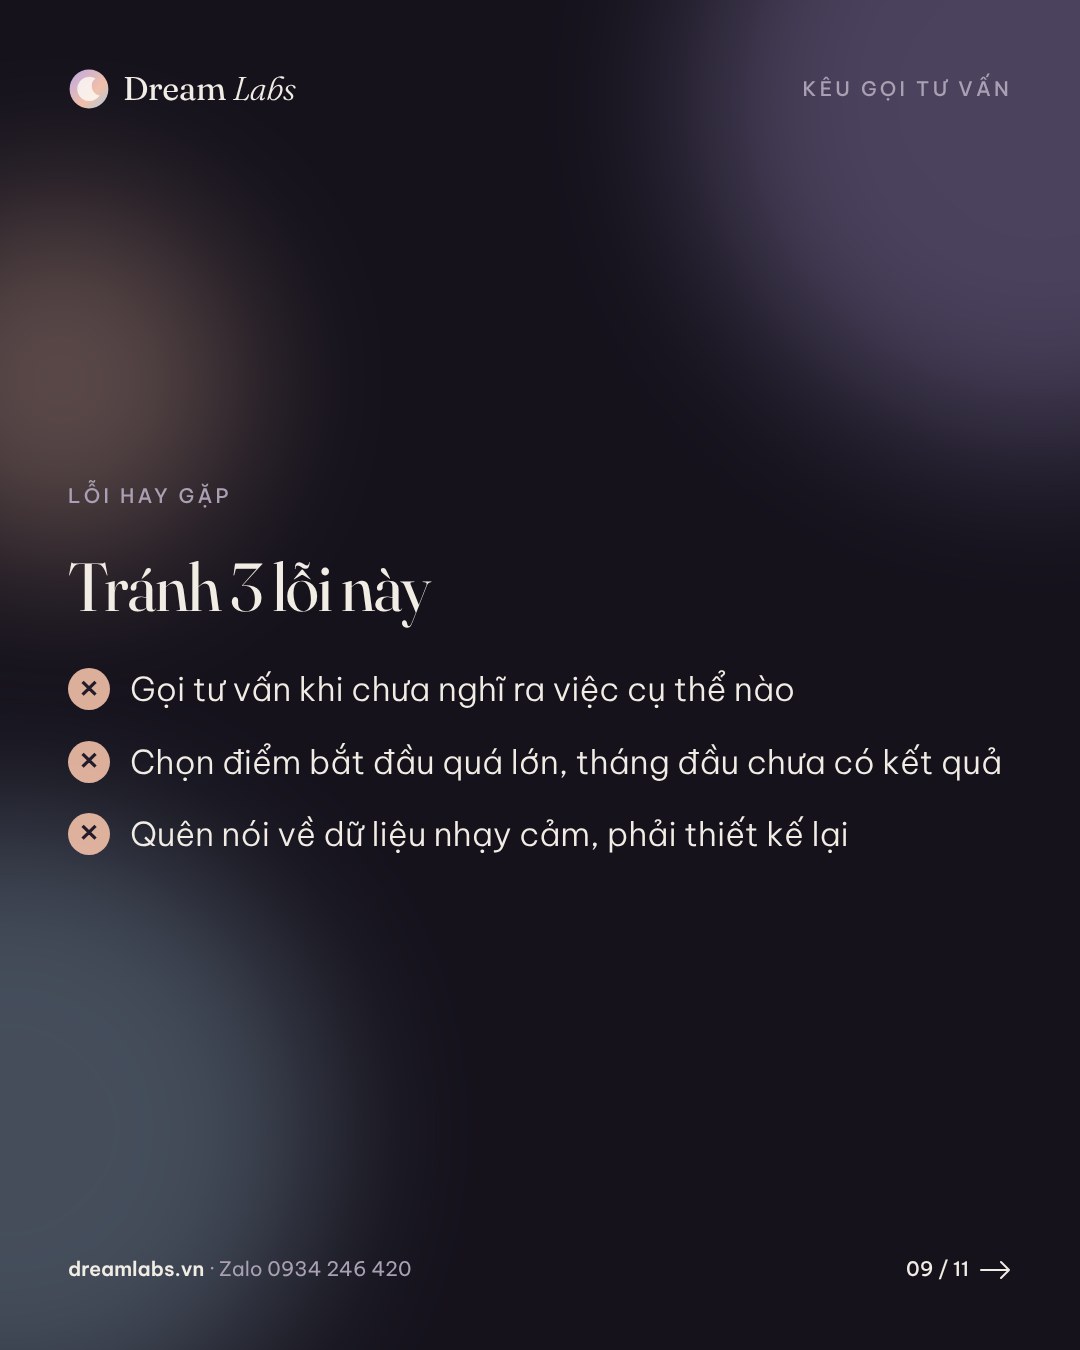 Dream Labs
KÊU GỌI TƯ VẤN
LỖI HAY GẶP
Tránh 3 lỗi này
Gọi tư vấn khi chưa nghĩ ra việc cụ thể nào
Chọn điểm bắt đầu quá lớn, tháng đầu chưa có kết quả
Quên nói về dữ liệu nhạy cảm, phải thiết kế lại
dreamlabs.vn · Zalo 0934 246 420
09 / 11